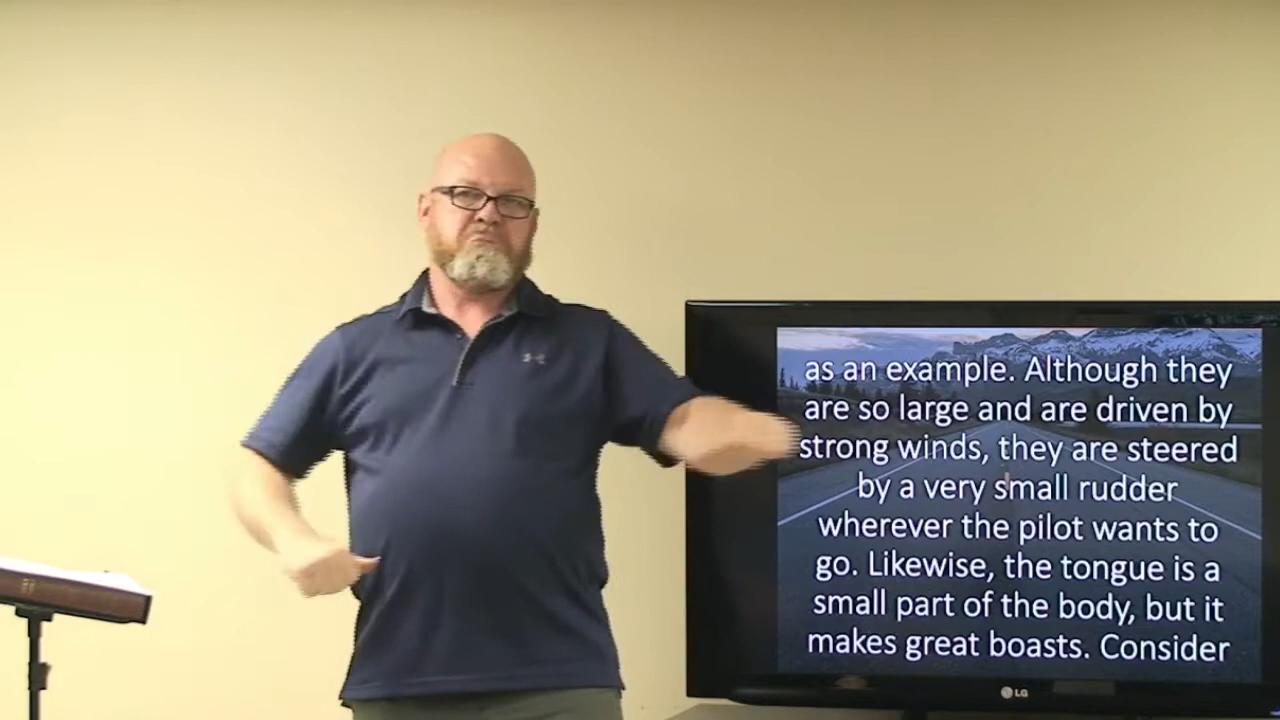 as an example. Although they
are so large and are driven by
strong winds, they are steered
by a very small rudder
wherever the pilot wants to
go. Likewise, the tongue is a
small part of the body, but it
makes great boasts. Consider
LG